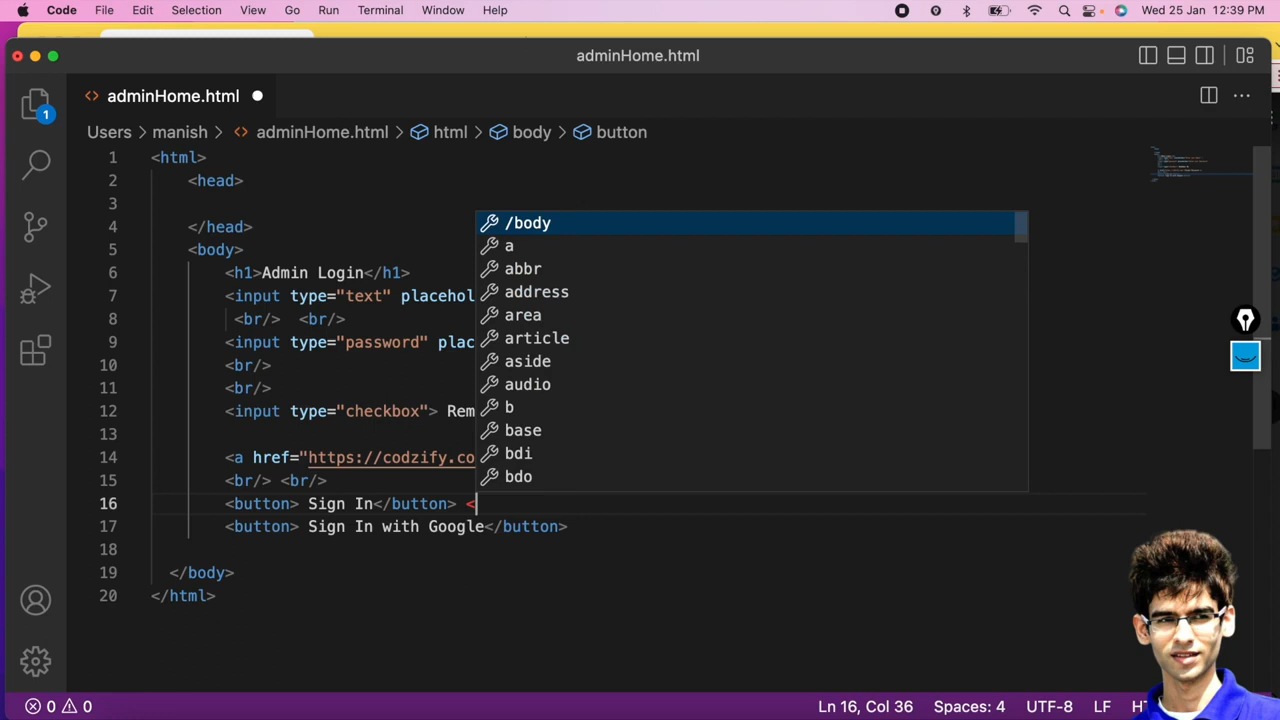 Code File Edit Selection View Go Run Terminal Window Help Wed 25 Jan 12:39 PM
adminHome.html
adminHome.html
1
Users > manish > adminHome.html > html > body > button
1 <html>
2 <head>
3
4 </head>
5 <body>
6 <h1>Admin Login</h1>
7 <input type="text" placehol
8 <br/> <br/>
9 <input type="password" plac
10 <br/>
11 <br/>
12 <input type="checkbox"> Rem
13
14 <a href="https://codzify.co
15 <br/> <br/>
16 <button> Sign In</button> <
17 <button> Sign In with Google</button>
18
19 </body>
20 </html>
/body
a
abbr
address
area
article
aside
audio
b
base
bdi
bdo
0 0 Ln 16, Col 36 Spaces: 4 UTF-8 LF